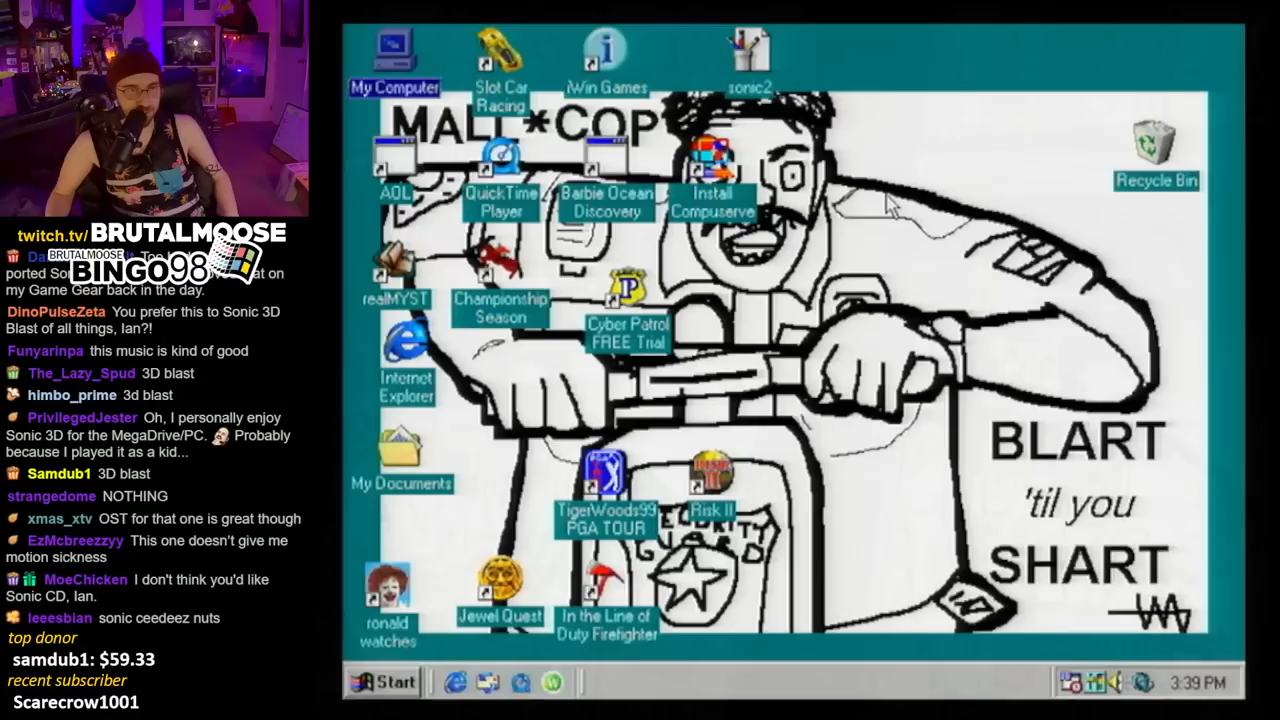 twitch.tv/BRUTALMOOSE
BRUTALMOOSE
BINGO98
ported
on
my Game Gear back in the day.
DinoPulseZeta You prefer this to Sonic 3D
Blast of all things, Ian?!
Funyarinpa this music is kind of good
The_Lazy_Spud 3D blast
himbo_prime 3d blast
PrivilegedJester Oh, I personally enjoy
Sonic 3D for the MegaDrive/PC. Probably
because I played it as a kid...
Samdub1 3D blast
strangedome NOTHING
xmas_xtv OST for that one is great though
EzMcbreezzyy This one doesn't give me
motion sickness
MoeChicken I don't think you'd like
Sonic CD, Ian.
leeesbian sonic ceedeez nuts
top donor
samdub1: $59.33
recent subscriber
Scarecrow1001
My Computer
Slot Car
Racing
iWin Games
sonic2
MALL*COP
Recycle Bin
AOL
QuickTime
Player
Barbie Ocean
Discovery
Install
Compuserve
realMYST
Championship
Season
Cyber Patrol
FREE Trial
Internet
Explorer
My Documents
TigerWoods99
PGA TOUR
Risk II
SECURITY
GUARD
BLART
'til you
SHART
ronald
watches
Jewel Quest
In the Line of
Duty Firefighter
Start
3:39 PM